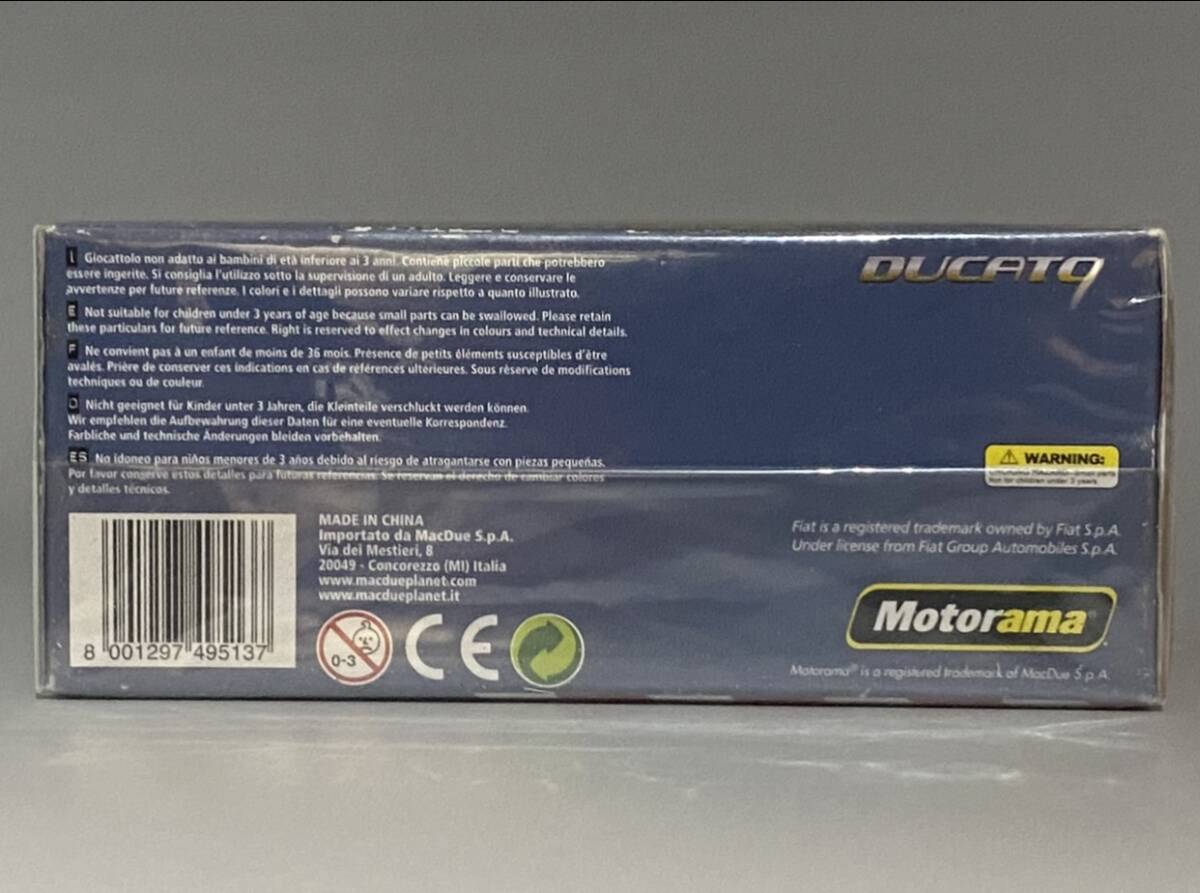 I Giocattolo non adatto ai bambini di età inferiore ai 3 anni. Contiene piccole parti che potrebbero
essere ingerite. Si consiglia l'utilizzo sotto la supervisione di un adulto. Leggere e conservare le
avvertenze per future referenze. I colori e i dettagli possono variare rispetto a quanto illustrato.
E Not suitable for children under 3 years of age because small parts can be swallowed. Please retain
these particulars for future reference. Right is reserved to effect changes in colours and technical details.
F Ne convient pas à un enfant de moins de 36 mois. Présence de petits éléments susceptibles d'être
avalés. Prière de conserver ces indications en cas de références ultérieures. Sous réserve de modifications
techniques ou de couleur.
D Nicht geeignet für Kinder unter 3 Jahren, die Kleinteile verschluckt werden können.
Wir empfehlen die Aufbewahrung dieser Daten für eine eventuelle Korrespondenz.
Farbliche und technische Änderungen bleiden vorbehalten.
ES No idoneo para niños menores de 3 años debido al riesgo de atragantarse con piezas pequeñas.
Por favor conserve estos detalles para futuras referencias. Se reservan el derecho de cambiar colores
y detalles técnicos.
8 001297 495137
MADE IN CHINA
Importato da MacDue S.p.A.
Via dei Mestieri, 8
20049 - Concorezzo (MI) Italia
www.macdueplanet.com
www.macdueplanet.it
0-3
CE
DUCATO
WARNING:
small parts
Not for children under 3 years
Fiat is a registered trademark owned by Fiat S.p.A.
Under license from Fiat Group Automobiles S.p.A.
Motorama
Motorama® is a registered trademark of MacDue S.p.A.